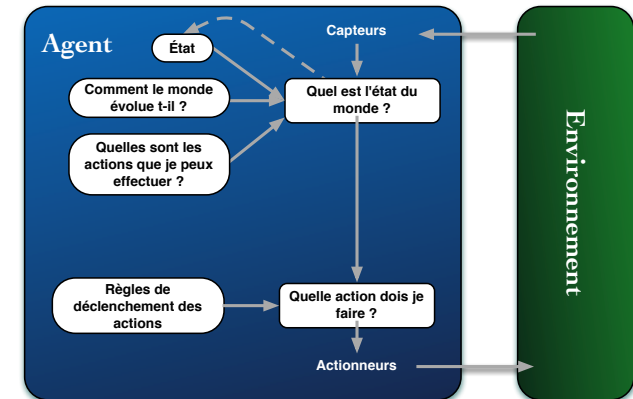 Agent
État
Capteurs
Comment le monde
évolue t-il ?
Quel est l'état du
monde ?
Quelles sont les
actions que je peux
effectuer ?
Règles de
déclenchement des
actions
Quelle action dois je
faire ?
Actionneurs
Environnement